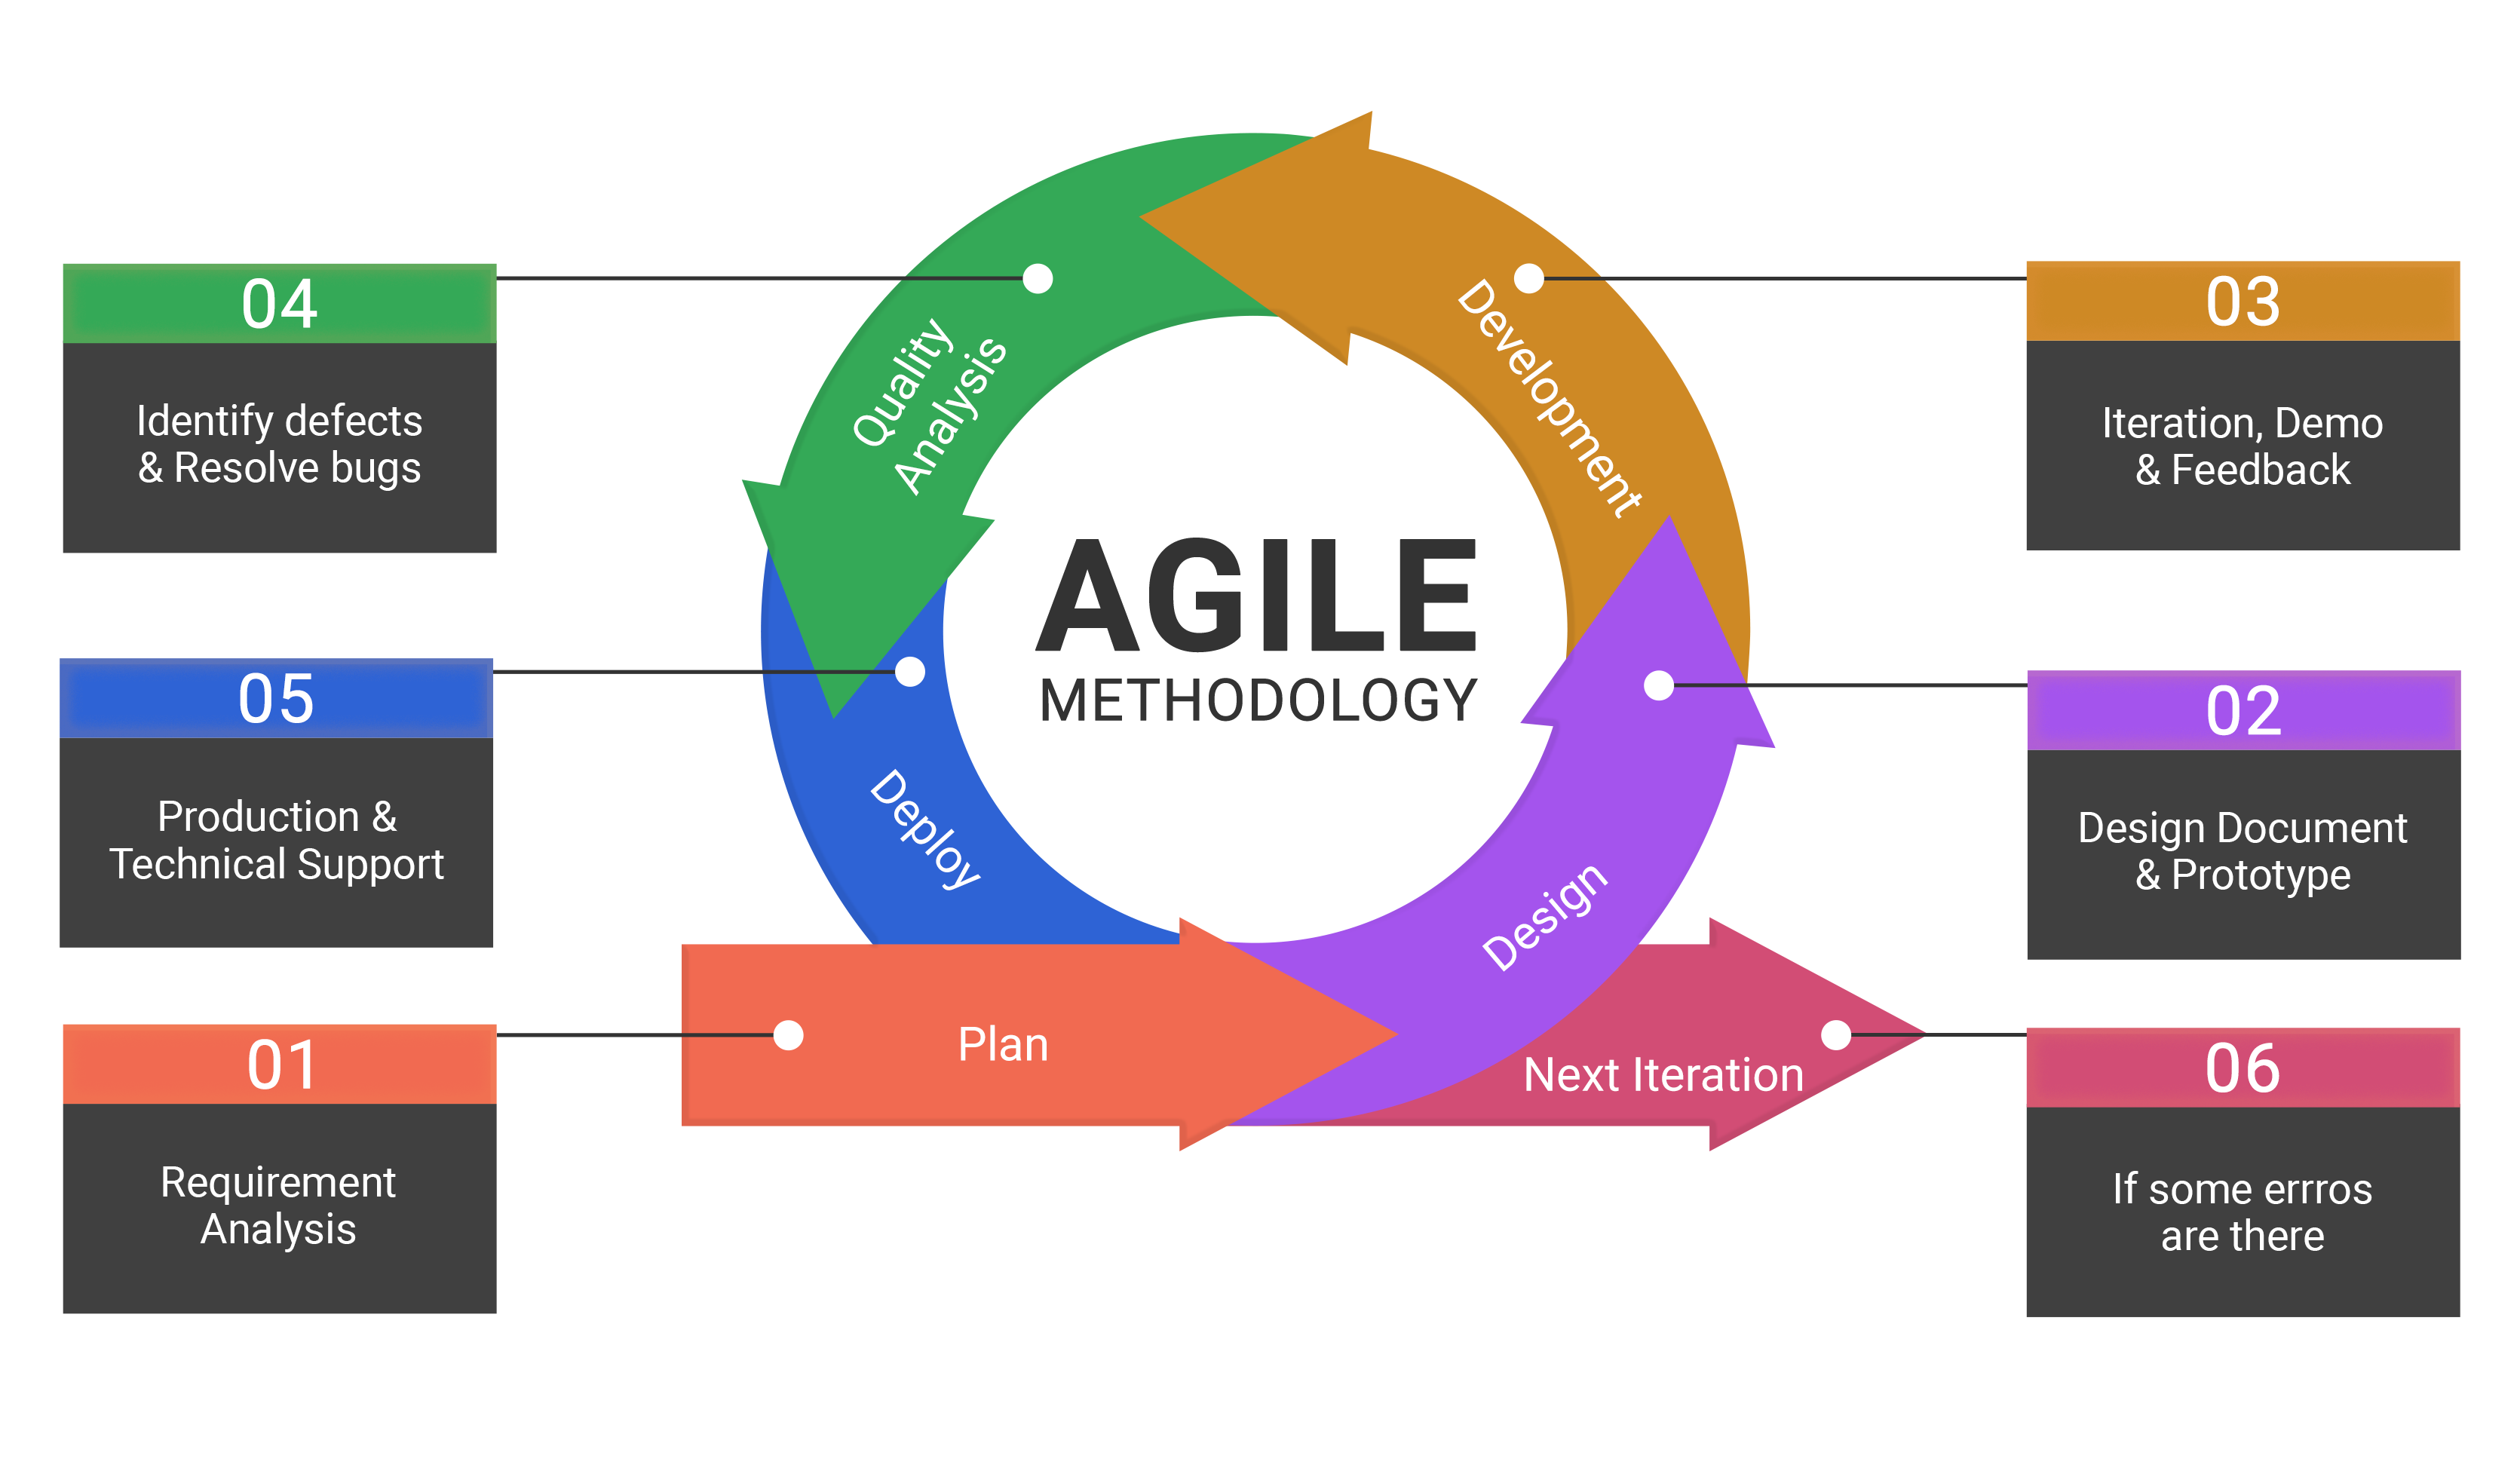 04
Identify defects
& Resolve bugs
05
Production &
Technical Support
01
Requirement
Analysis
Quality
Analysis
Development
AGILE
METHODOLOGY
Deploy
Design
Plan
Next Iteration
03
Iteration, Demo
& Feedback
02
Design Document
& Prototype
06
If some errros
are there